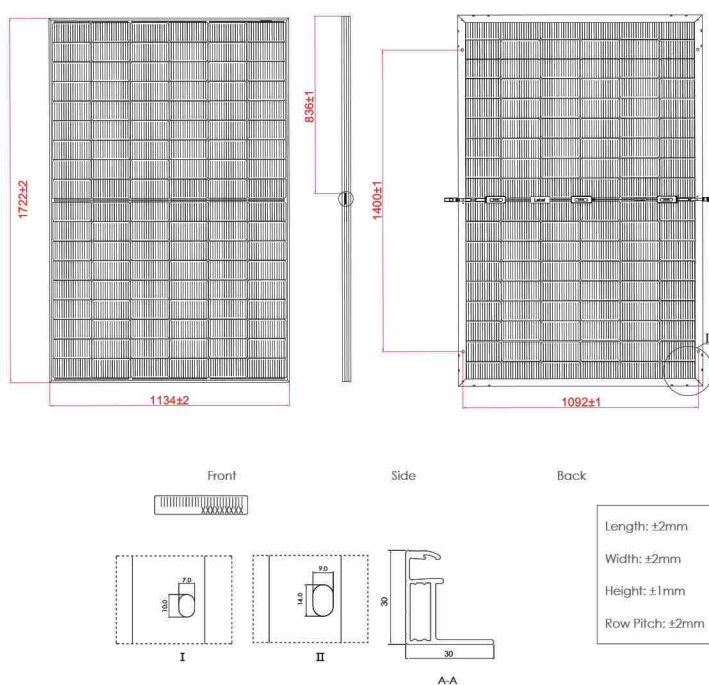 836±1
1722±2
1400±1
Label
I
1134±2
1092±1
Front
Side
Back
Length: ±2mm
Width: ±2mm
Height: ±1mm
Row Pitch: ±2mm
7.0
10.0
I
9.0
14.0
II
30
30
A-A